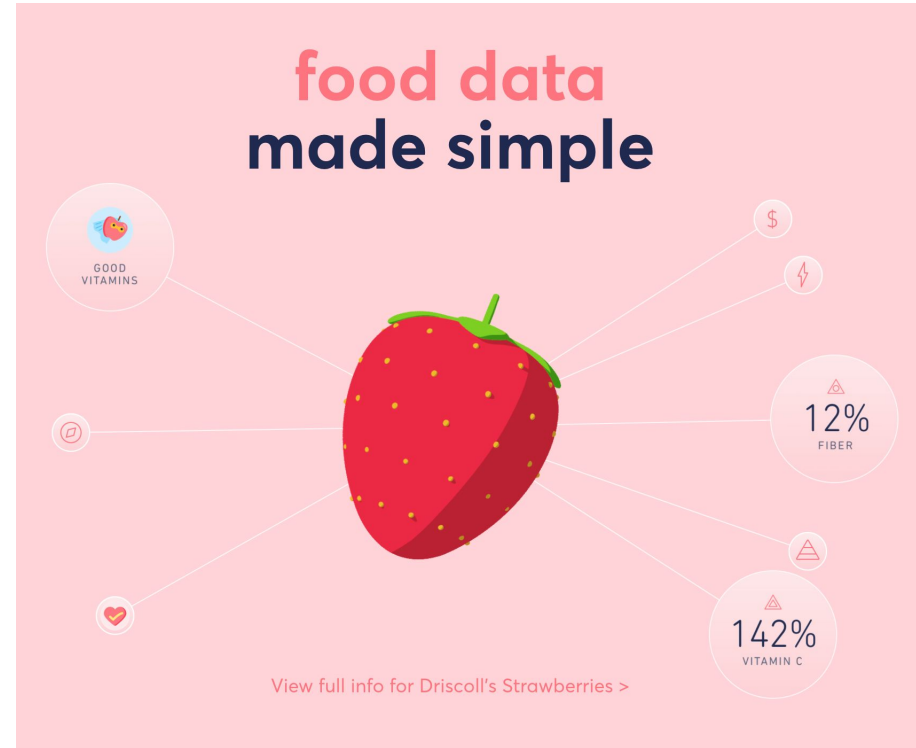 food data
made simple
GOOD
VITAMINS
$
12%
FIBER
142%
VITAMIN C
View full info for Driscoll's Strawberries >